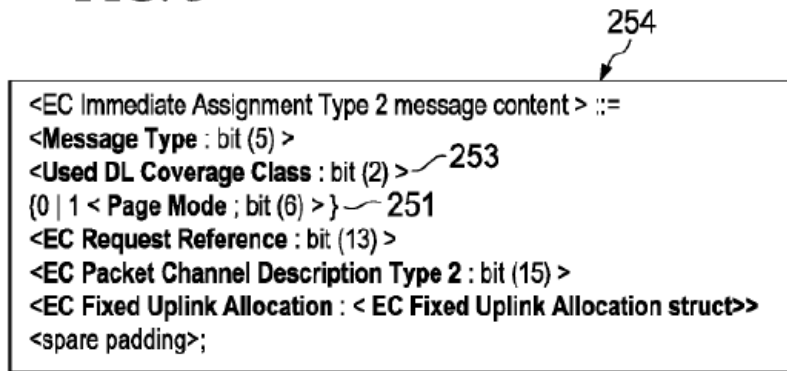 254
<EC Immediate Assignment Type 2 message content > ::=
<Message Type : bit (5) >
<Used DL Coverage Class : bit (2) > 253
{0 | 1 < Page Mode ; bit (6) > } 251
<EC Request Reference : bit (13) >
<EC Packet Channel Description Type 2 : bit (15) >
<EC Fixed Uplink Allocation : < EC Fixed Uplink Allocation struct>>
<spare padding>;